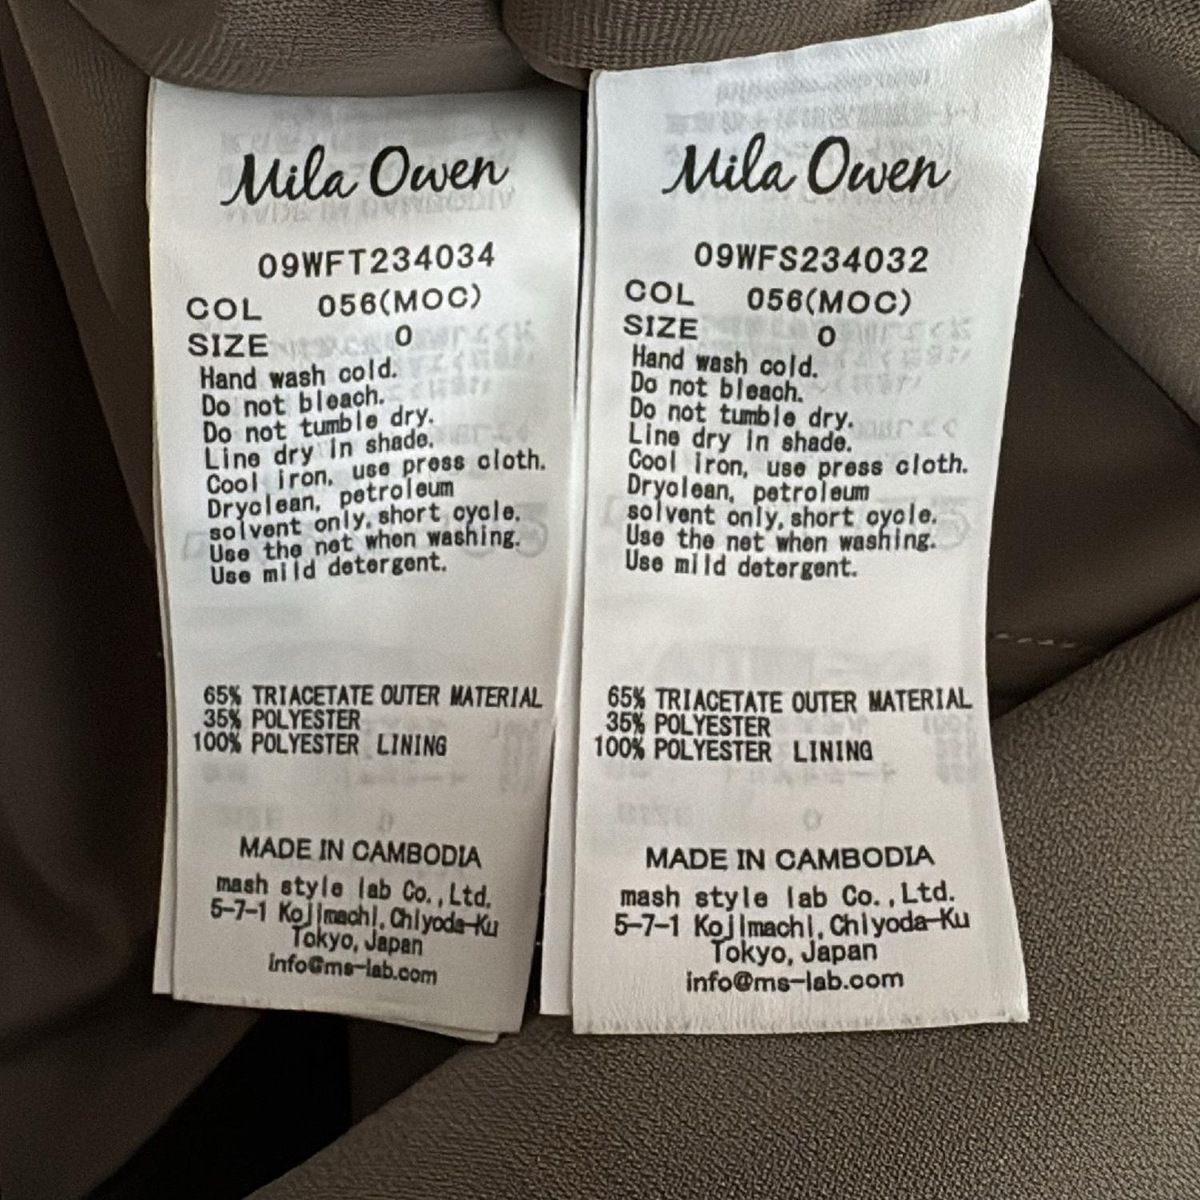 Mila Owen
09WFT234034
COL 056(MOC)
SIZE 0
Hand wash cold.
Do not bleach.
Do not tumble dry.
Line dry in shade.
Cool iron, use press cloth.
Dryclean, petroleum
solvent only, short cycle.
Use the net when washing.
Use mild detergent.
65% TRIACETATE OUTER MATERIAL
35% POLYESTER
100% POLYESTER LINING
MADE IN CAMBODIA
mash style lab Co., Ltd.
5-7-1 Kojimachi, Chiyoda-Ku
Tokyo, Japan
info@ms-lab.com
Mila Owen
09WFS234032
COL 056(MOC)
SIZE 0
Hand wash cold.
Do not bleach.
Do not tumble dry.
Line dry in shade.
Cool iron, use press cloth.
Dryclean, petroleum
solvent only, short cycle.
Use the net when washing.
Use mild detergent.
65% TRIACETATE OUTER MATERIAL
35% POLYESTER
100% POLYESTER LINING
MADE IN CAMBODIA
mash style lab Co., Ltd.
5-7-1 Kojimachi, Chiyoda-Ku
Tokyo, Japan
info@ms-lab.com